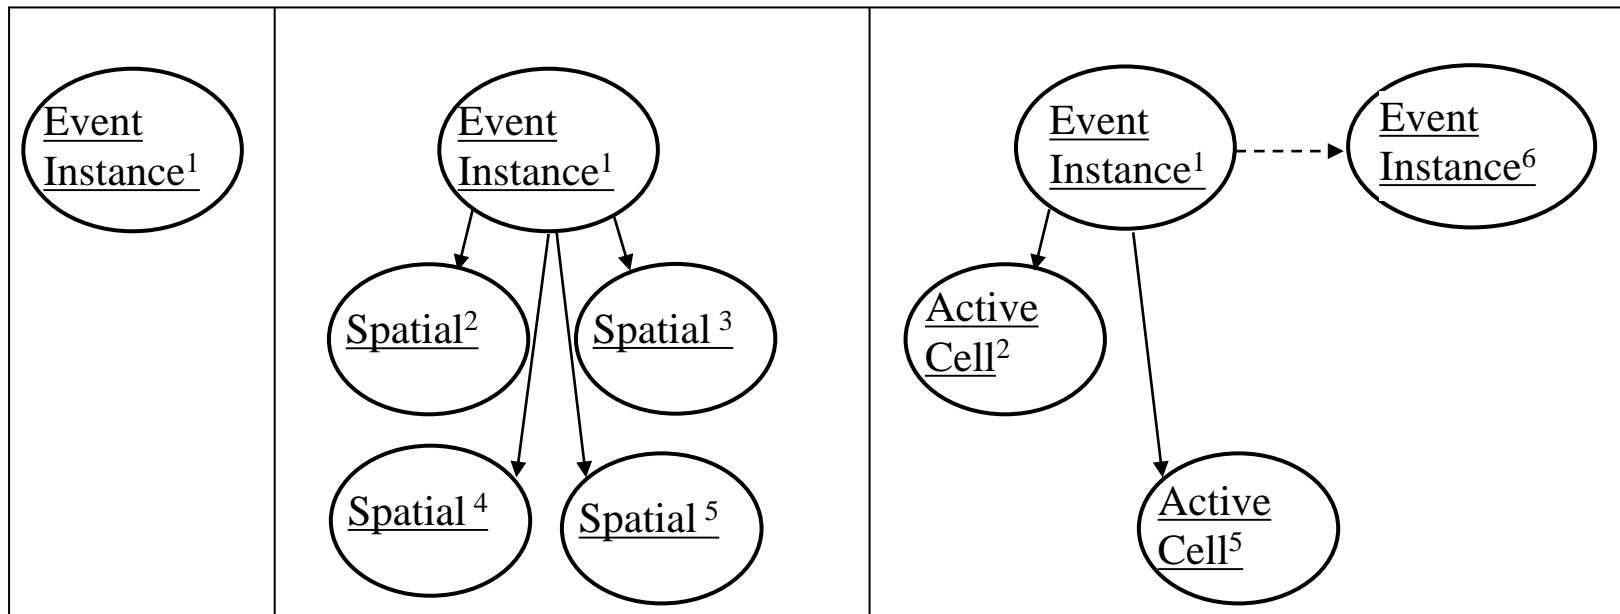 Event
Instance¹
Event
Instance¹
Spatial²
Spatial ³
Spatial ⁴
Spatial ⁵
Event
Instance¹
Event
Instance⁶
Active
Cell²
Active
Cell⁵